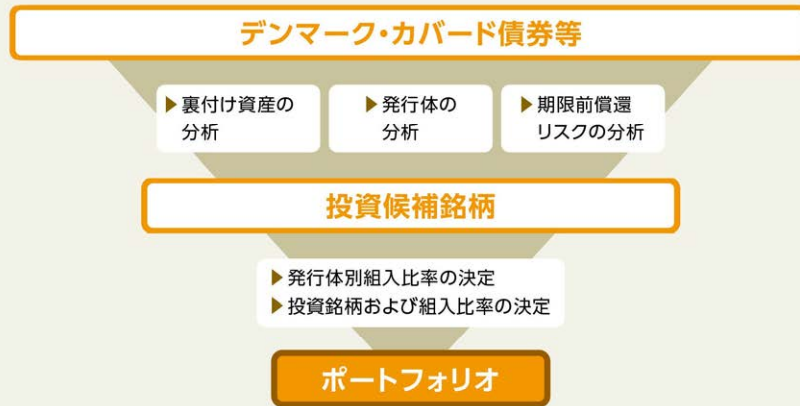 デンマーク・カバード債券等
▶裏付け資産の
分析
▶発行体の
分析
▶期限前償還
リスクの分析
投資候補銘柄
▶発行体別組入比率の決定
▶投資銘柄および組入比率の決定
ポートフォリオ